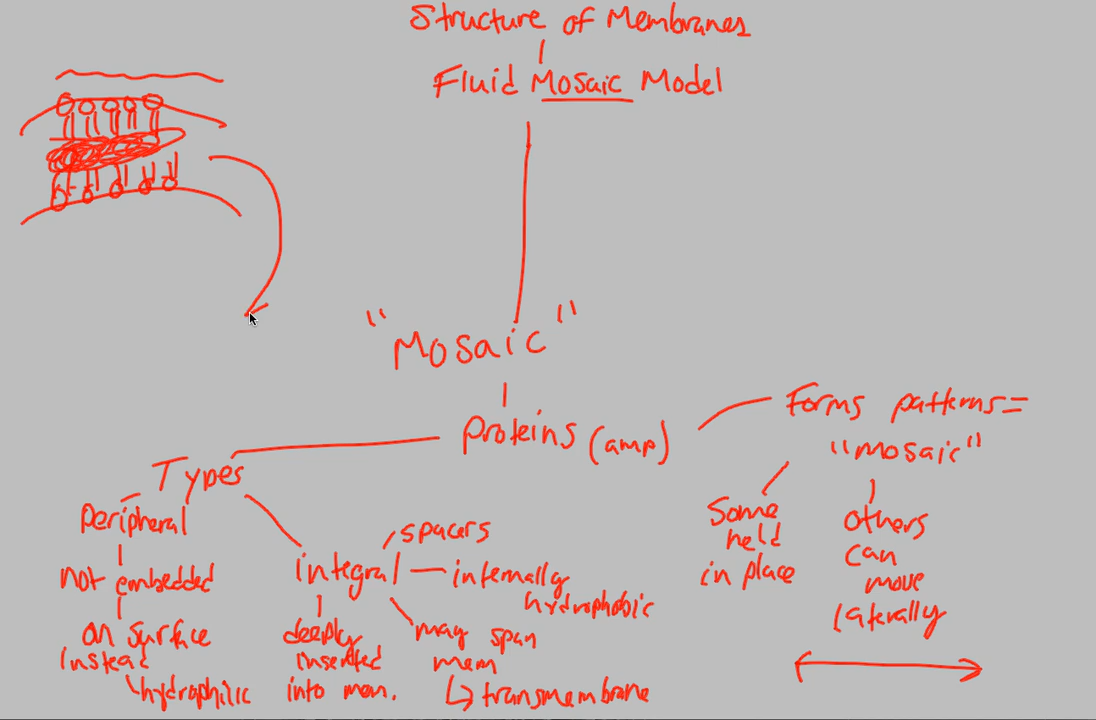 Structure of Membranes
Fluid Mosaic Model
"Mosaic"
Proteins (amp)
Forms patterns =
"mosaic"
Some
held
in place
others
can
move
laterally
Types
Peripheral
not embedded
on surface
Instead
hydrophilic
integral
spacers
internally
hydrophobic
deeply
inserted
into mem.
may span
mem
transmembrane